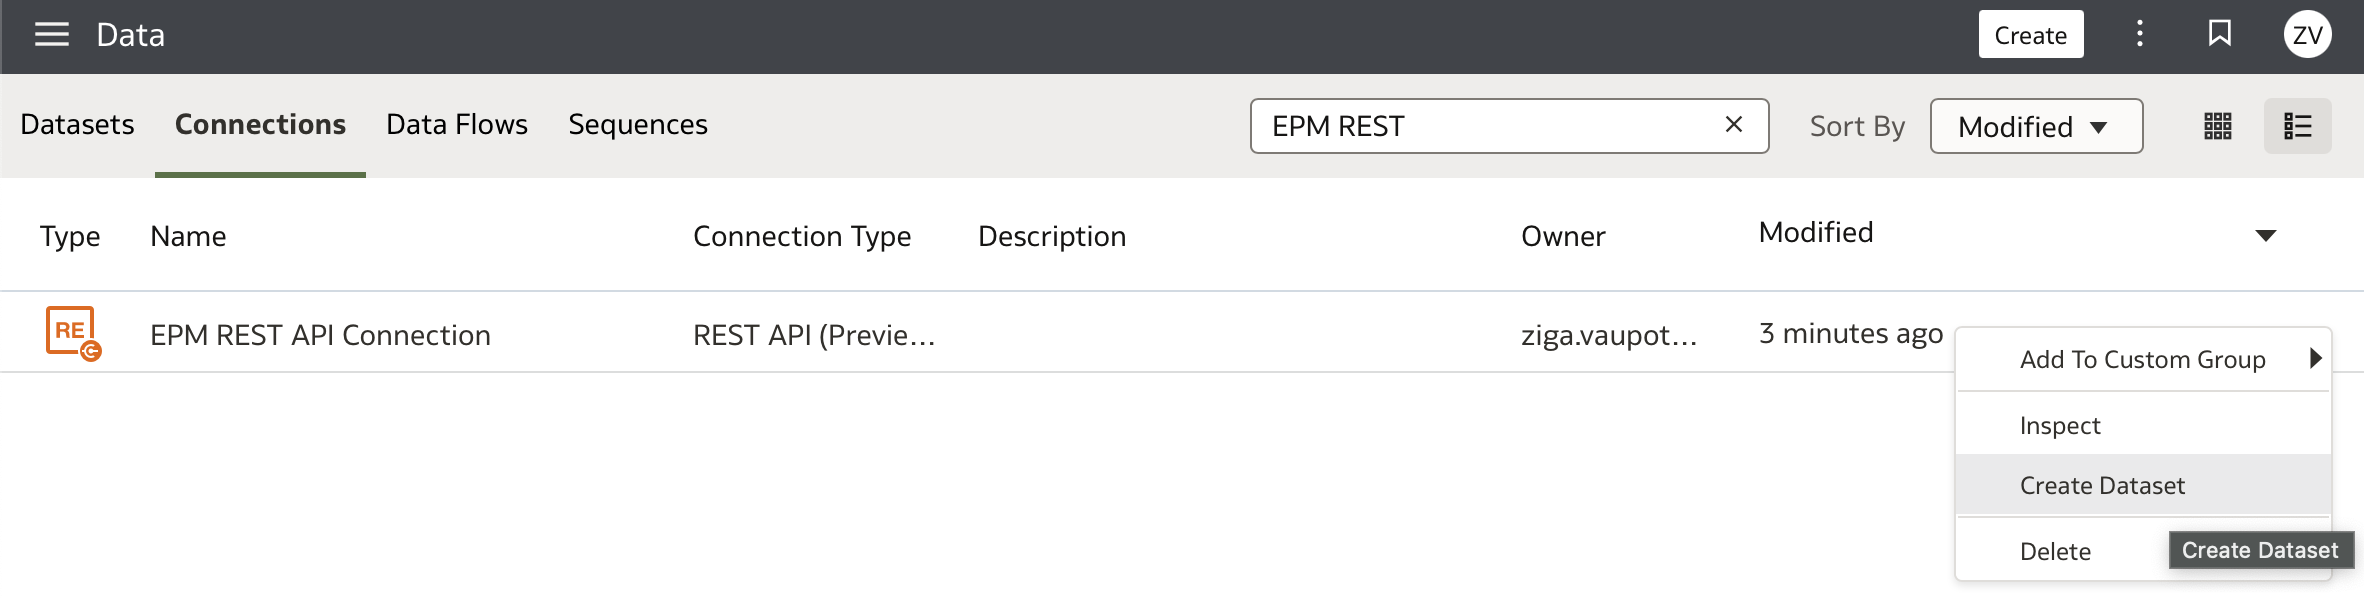 Data
Create
ZV
Datasets Connections Data Flows Sequences
EPM REST
Sort By
Modified
Type Name Connection Type Description Owner Modified
RE
EPM REST API Connection REST API (Previe... ziga.vaupot... 3 minutes ago
Add To Custom Group
Inspect
Create Dataset
Delete
Create Dataset